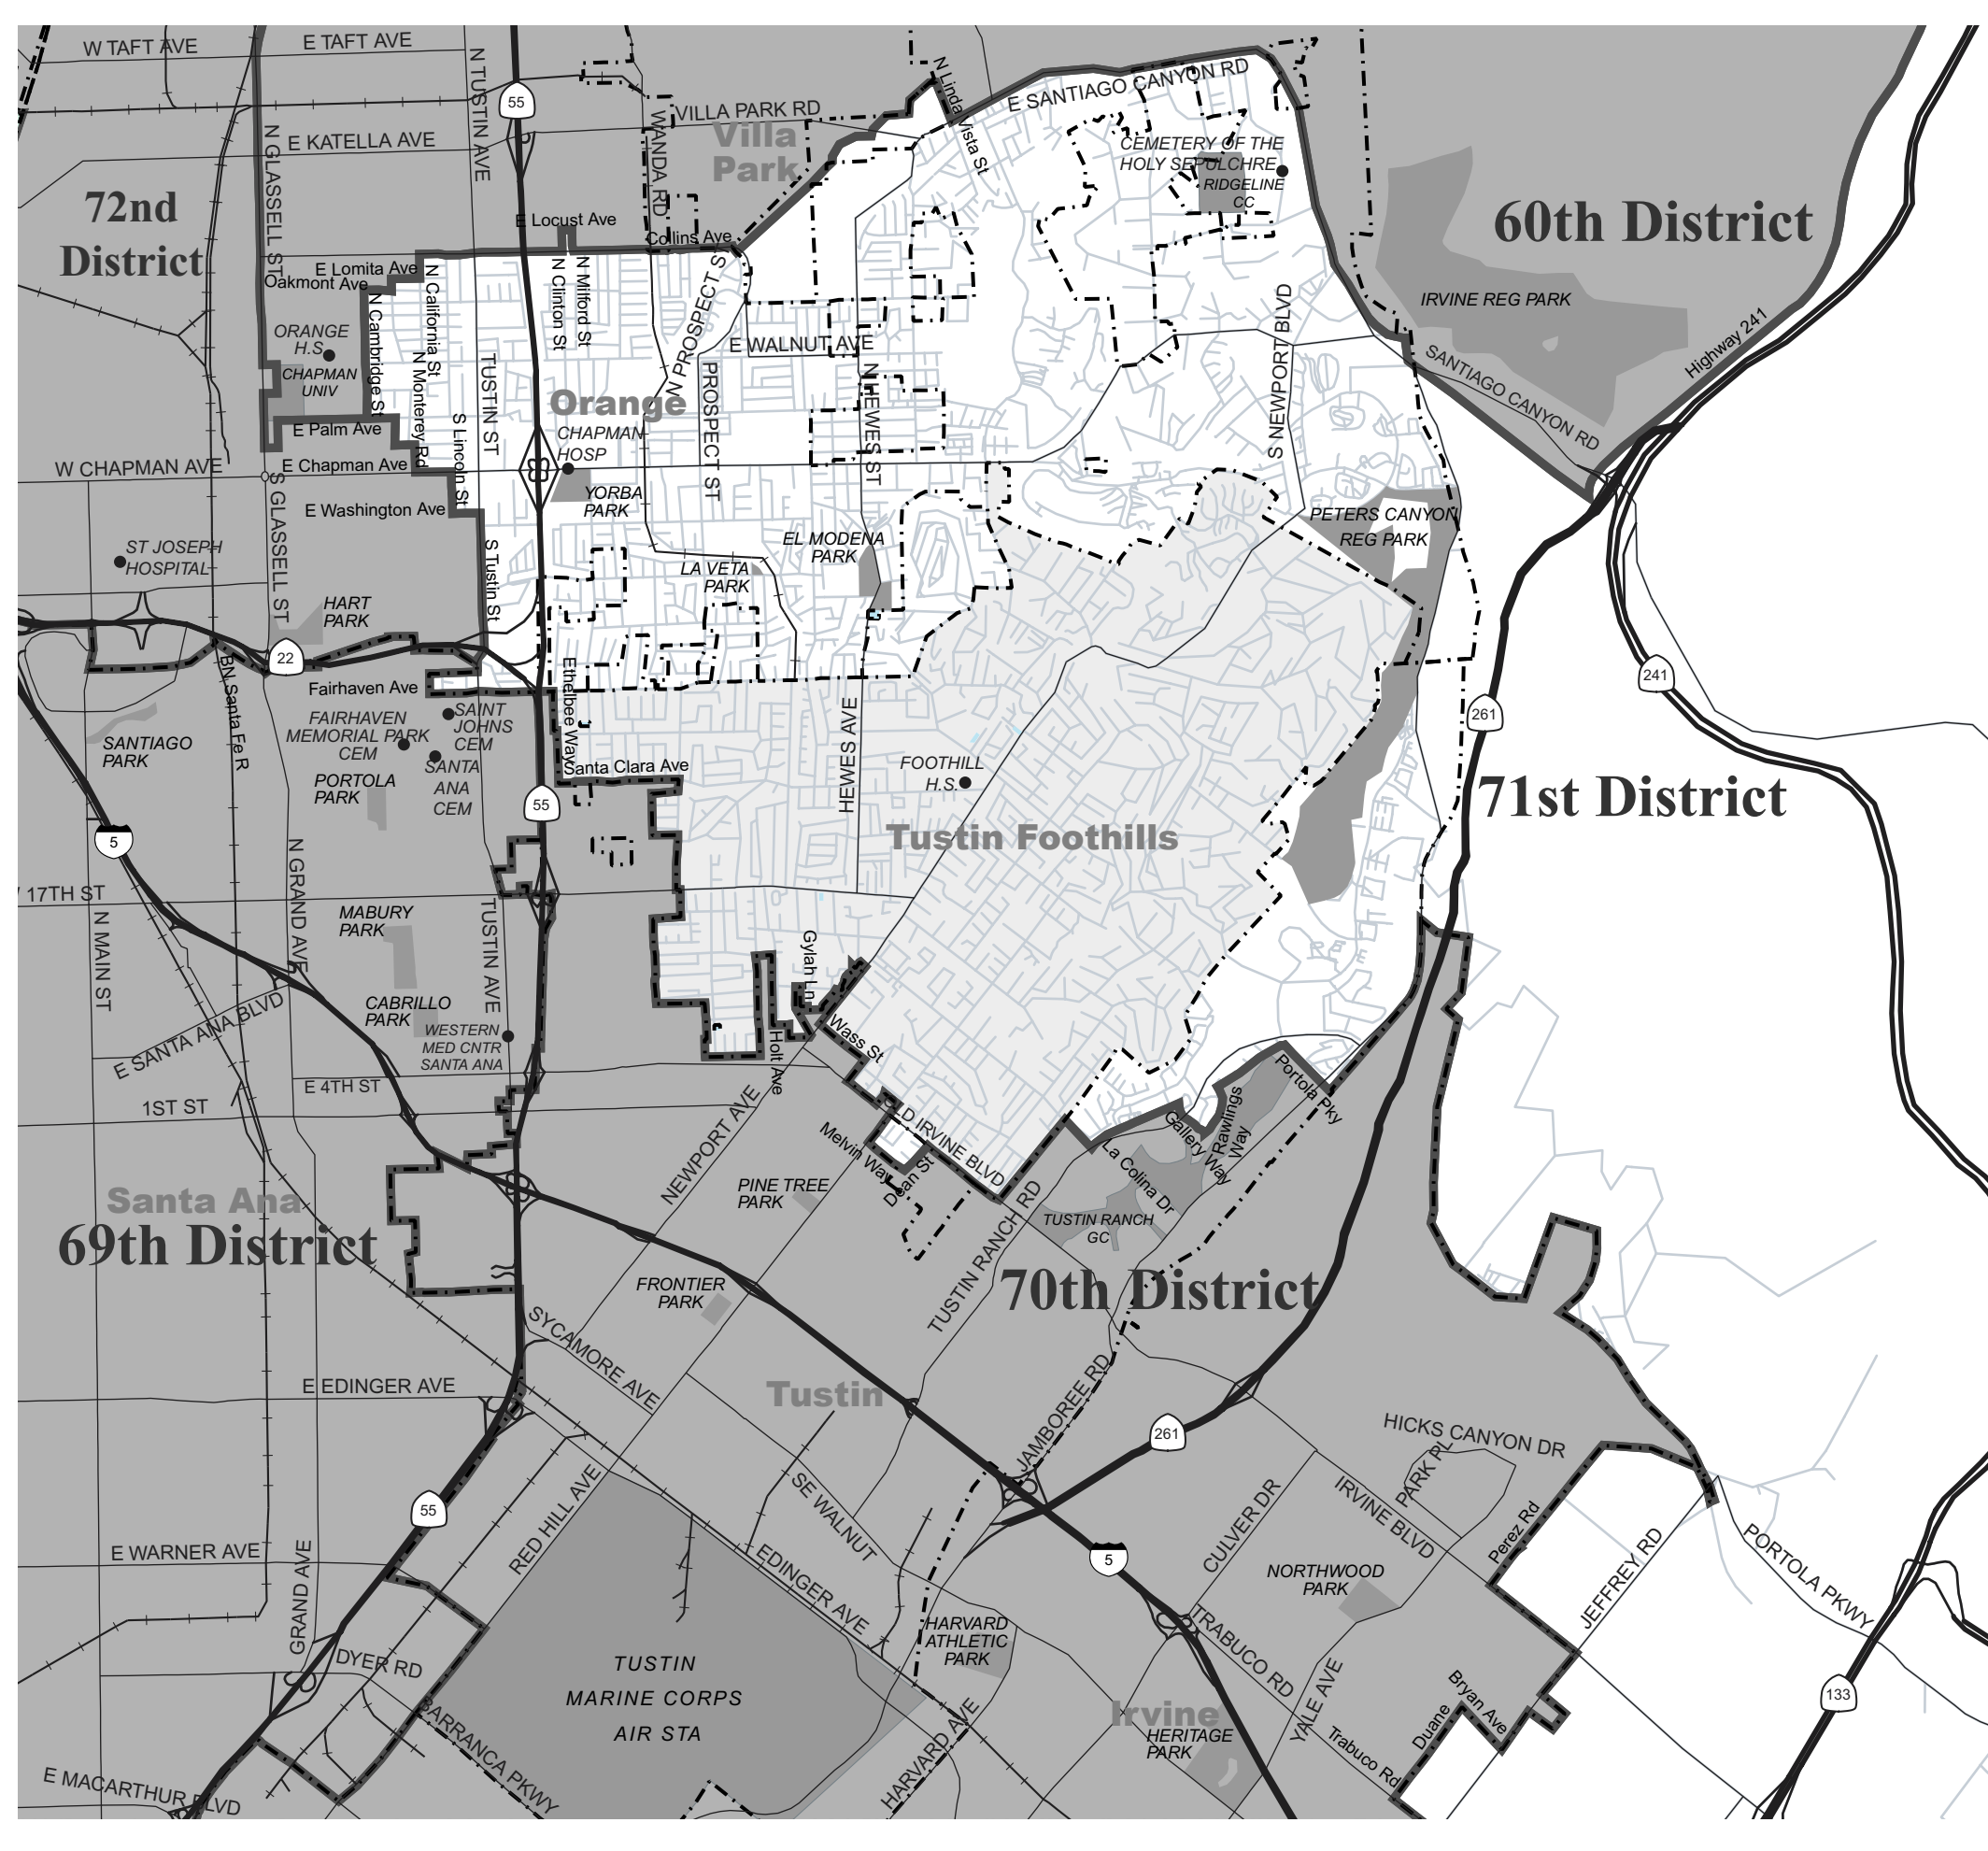 W TAFT AVE
E TAFT AVE
N TUSTIN AVE
55
N Linda Vista St
E SANTIAGO CANYON RD
VILLA PARK RD
Villa
Park
WANDA RD
E KATELLA AVE
N GLASSELL ST
CEMETERY OF THE
HOLY SEPULCHRE
RIDGELINE
CC
72nd
District
60th District
E Locust Ave
Collins Ave
E Lomita Ave
Oakmont Ave
N California St
N Cambridge St
N Clinton St
N Milford St
W PROSPECT ST
IRVINE REG PARK
Highway 241
ORANGE
H.S.
CHAPMAN
UNIV
N Monterey Rd
TUSTIN ST
E WALNUT AVE
S NEWPORT BLVD
SANTIAGO CANYON RD
PROSPECT ST
N HEWES ST
Orange
E Palm Ave
S Lincoln St
CHAPMAN
HOSP
W CHAPMAN AVE
E Chapman Ave
S GLASSELL ST
E Washington Ave
YORBA
PARK
PETERS CANYON
REG PARK
ST JOSEPH
HOSPITAL
S Tustin St
EL MODENA
PARK
LA VETA
PARK
HART
PARK
22
BN Santa Fe R
Fairhaven Ave
Ethelbee Way
241
261
FAIRHAVEN
MEMORIAL PARK
CEM
SAINT
JOHNS
CEM
SANTIAGO
PARK
SANTA
ANA
CEM
PORTOLA
PARK
Santa Clara Ave
HEWES AVE
FOOTHILL
H.S.
71st District
55
5
Tustin Foothills
N GRAND AVE
17TH ST
N MAIN ST
MABURY
PARK
TUSTIN AVE
Gylah Ln
E SANTA ANA BLVD
CABRILLO
PARK
WESTERN
MED CNTR
SANTA ANA
Holt Ave
Wass St
E 4TH ST
1ST ST
Portola Pky
Rawlings
Way
Gallery Way
OLD IRVINE BLVD
Melvin Way
Dean St
La Colina Dr
NEWPORT AVE
PINE TREE
PARK
Santa Ana
69th District
TUSTIN RANCH RD
TUSTIN RANCH
GC
70th District
FRONTIER
PARK
SYCAMORE AVE
E EDINGER AVE
Tustin
JAMBOREE RD
261
HICKS CANYON DR
PARK PL
55
RED HILL AVE
SE WALNUT
CULVER DR
IRVINE BLVD
Perez Rd
5
E WARNER AVE
EDINGER AVE
NORTHWOOD
PARK
JEFFREY RD
PORTOLA PKWY
GRAND AVE
HARVARD
ATHLETIC
PARK
TRABUCO RD
DYER RD
TUSTIN
MARINE CORPS
AIR STA
BARRANCA PKWY
YALE AVE
Bryan Ave
133
Irvine
HERITAGE
PARK
Duane
Trabuco Rd
HARVARD AVE
E MACARTHUR BLVD